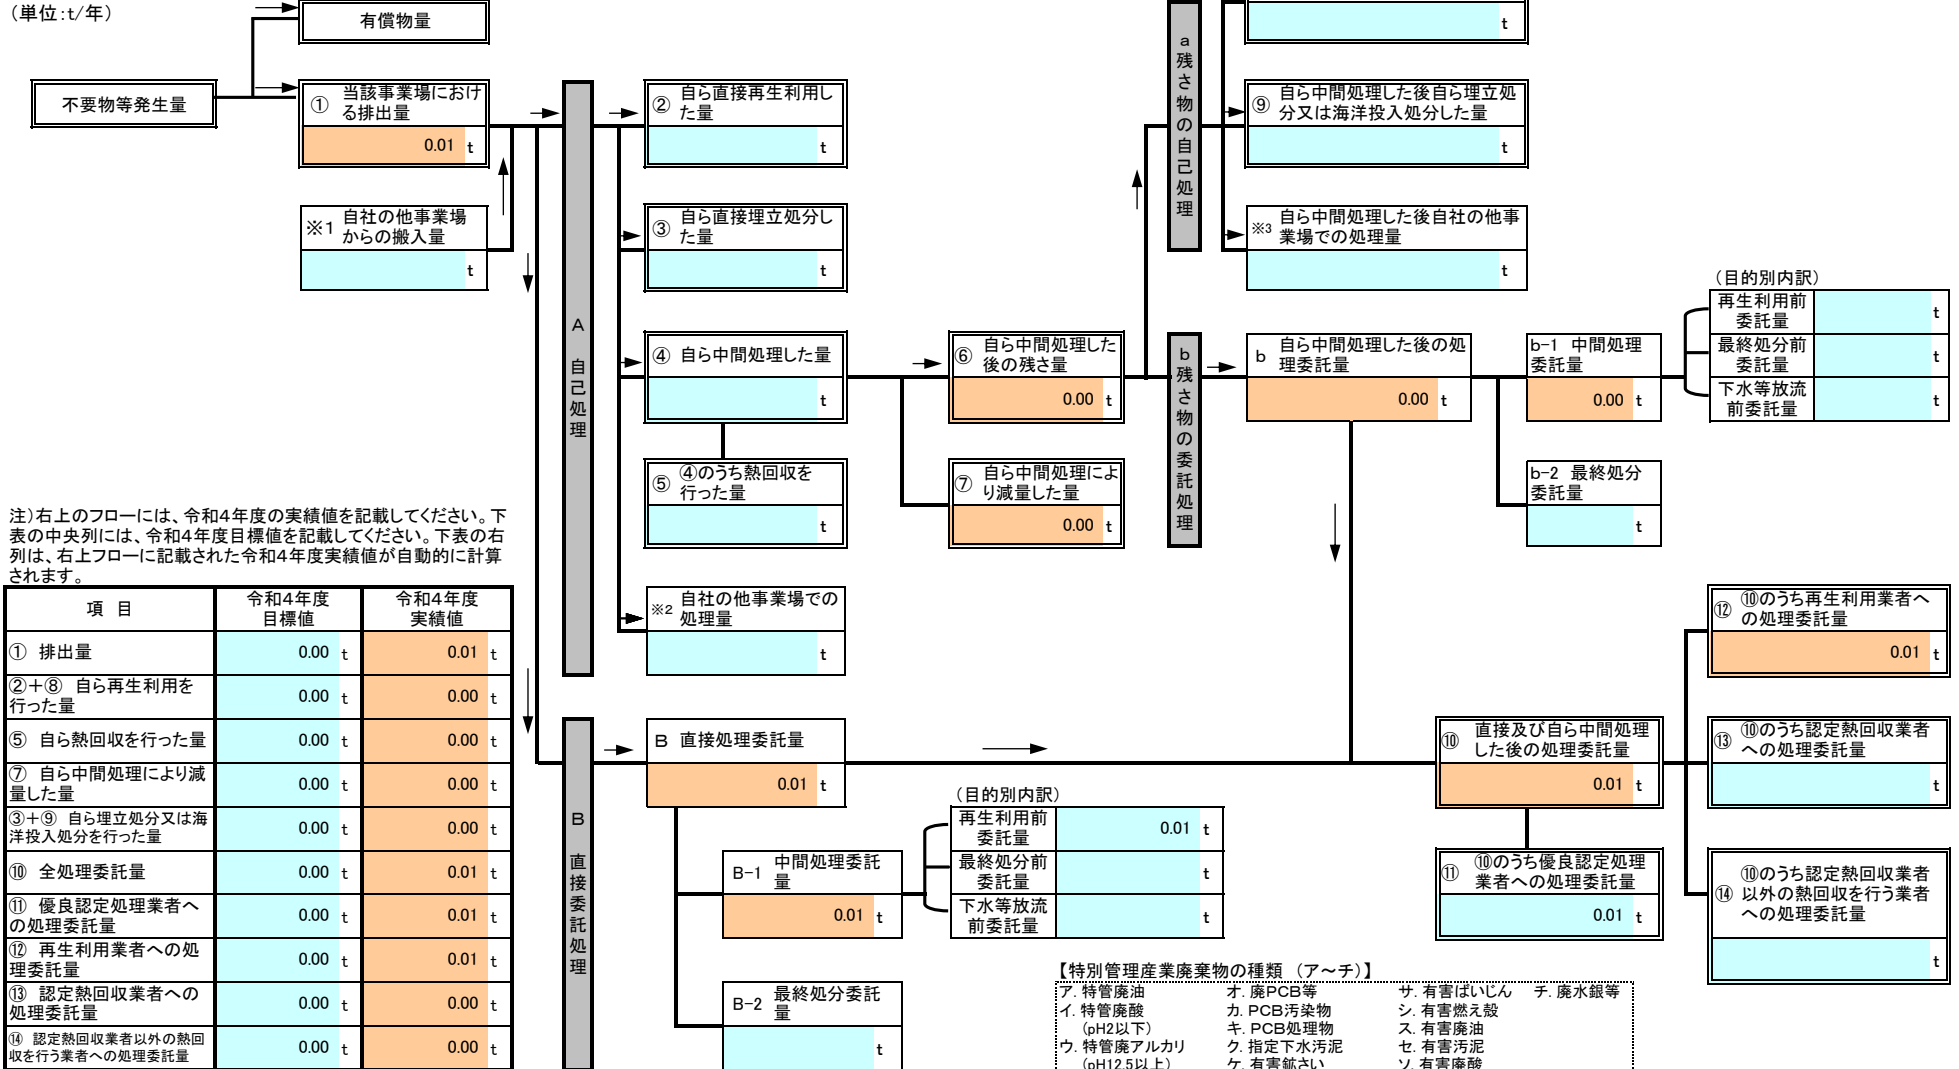 （単位:t/年）
有償物量
不要物等発生量
① 当該事業場におけ
る排出量
0.01 t
※1 自社の他事業場
からの搬入量
t
A 自己処理
② 自ら直接再生利用し
た量
t
③ 自ら直接埋立処分し
た量
t
④ 自ら中間処理した量
t
⑤ ④のうち熱回収を
行った量
t
※2 自社の他事業場での
処理量
t
⑥ 自ら中間処理した
後の残さ量
0.00 t
⑦ 自ら中間処理によ
り減量した量
0.00 t
a 残さ物の自己処理
t
⑨ 自ら中間処理した後自ら埋立処
分又は海洋投入処分した量
t
※3 自ら中間処理した後自社の他事
業場での処理量
t
b 残さ物の委託処理
b 自ら中間処理した後の処
理委託量
0.00 t
b-1 中間処理
委託量
0.00 t
b-2 最終処分
委託量
t
（目的別内訳）
再生利用前
委託量
t
最終処分前
委託量
t
下水等放流
前委託量
t
注）右上のフローには、令和4年度の実績値を記載してください。下
表の中央列には、令和4年度目標値を記載してください。下表の右
列は、右上フローに記載された令和4年度実績値が自動的に計算
されます。
項 目 令和4年度
目標値 令和4年度
実績値
① 排出量 0.00 t 0.01 t
②＋⑧ 自ら再生利用を
行った量 0.00 t 0.00 t
⑤ 自ら熱回収を行った量 0.00 t 0.00 t
⑦ 自ら中間処理により減
量した量 0.00 t 0.00 t
③＋⑨ 自ら埋立処分又は海
洋投入処分を行った量 0.00 t 0.00 t
⑩ 全処理委託量 0.00 t 0.01 t
⑪ 優良認定処理業者へ
の処理委託量 0.00 t 0.01 t
⑫ 再生利用業者への処
理委託量 0.00 t 0.01 t
⑬ 認定熱回収業者への
処理委託量 0.00 t 0.00 t
⑭ 認定熱回収業者以外の熱回
収を行う業者への処理委託量 0.00 t 0.00 t
B 直接委託処理
B 直接処理委託量
0.01 t
B-1 中間処理委託
量
0.01 t
B-2 最終処分委託
量
t
（目的別内訳）
再生利用前
委託量
0.01 t
最終処分前
委託量
t
下水等放流
前委託量
t
⑩ 直接及び自ら中間処理
した後の処理委託量
0.01 t
⑪ ⑩のうち優良認定処理
業者への処理委託量
0.01 t
⑫ ⑩のうち再生利用業者へ
の処理委託量
0.01 t
⑬ ⑩のうち認定熱回収業者
への処理委託量
t
⑭ ⑩のうち認定熱回収業者
以外の熱回収を行う業者
への処理委託量
t
【特別管理産業廃棄物の種類 （ア～チ）】
ア. 特管廃油 オ. 廃PCB等 サ. 有害ばいじん チ. 廃水銀等
イ. 特管廃酸 カ. PCB汚染物 シ. 有害燃え殻
（pH2以下） キ. PCB処理物 ス. 有害廃油
ウ. 特管廃アルカリ ク. 指定下水汚泥 セ. 有害汚泥
（pH12.5以上） ケ. 有害鉱さい ソ. 有害廃酸